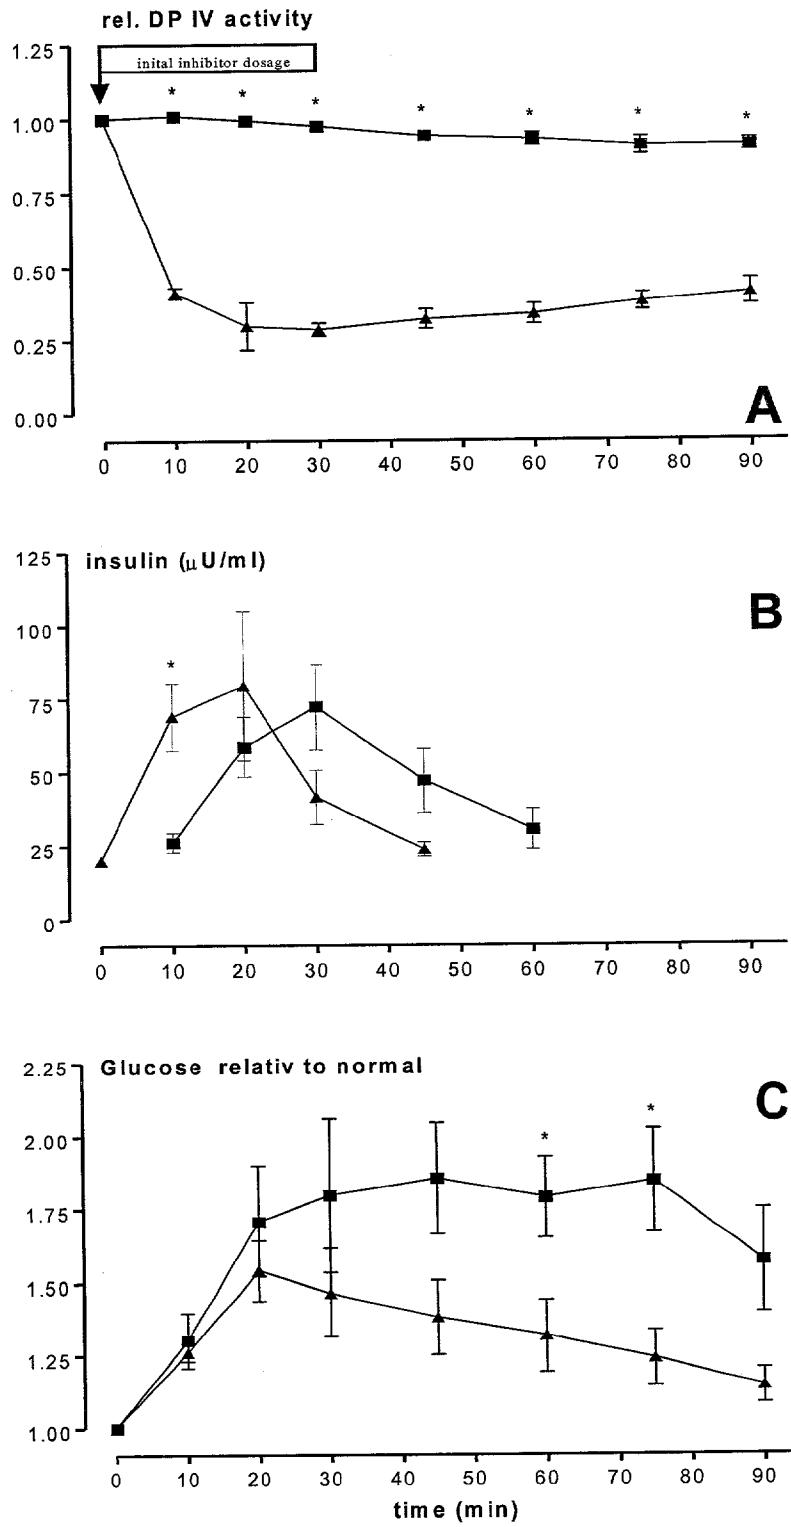 rel. DP IV activity
1.25
inital inhibitor dosage
* * * * * * *
1.00
0.75
0.50
0.25
0.00
A
0 10 20 30 40 50 60 70 80 90
125
insulin (μU/ml)
B
100
*
75
50
25
0
0 10 20 30 40 50 60 70 80 90
2.25
Glucose relativ to normal
C
* *
2.00
1.75
1.50
1.25
1.00
0 10 20 30 40 50 60 70 80 90
time (min)